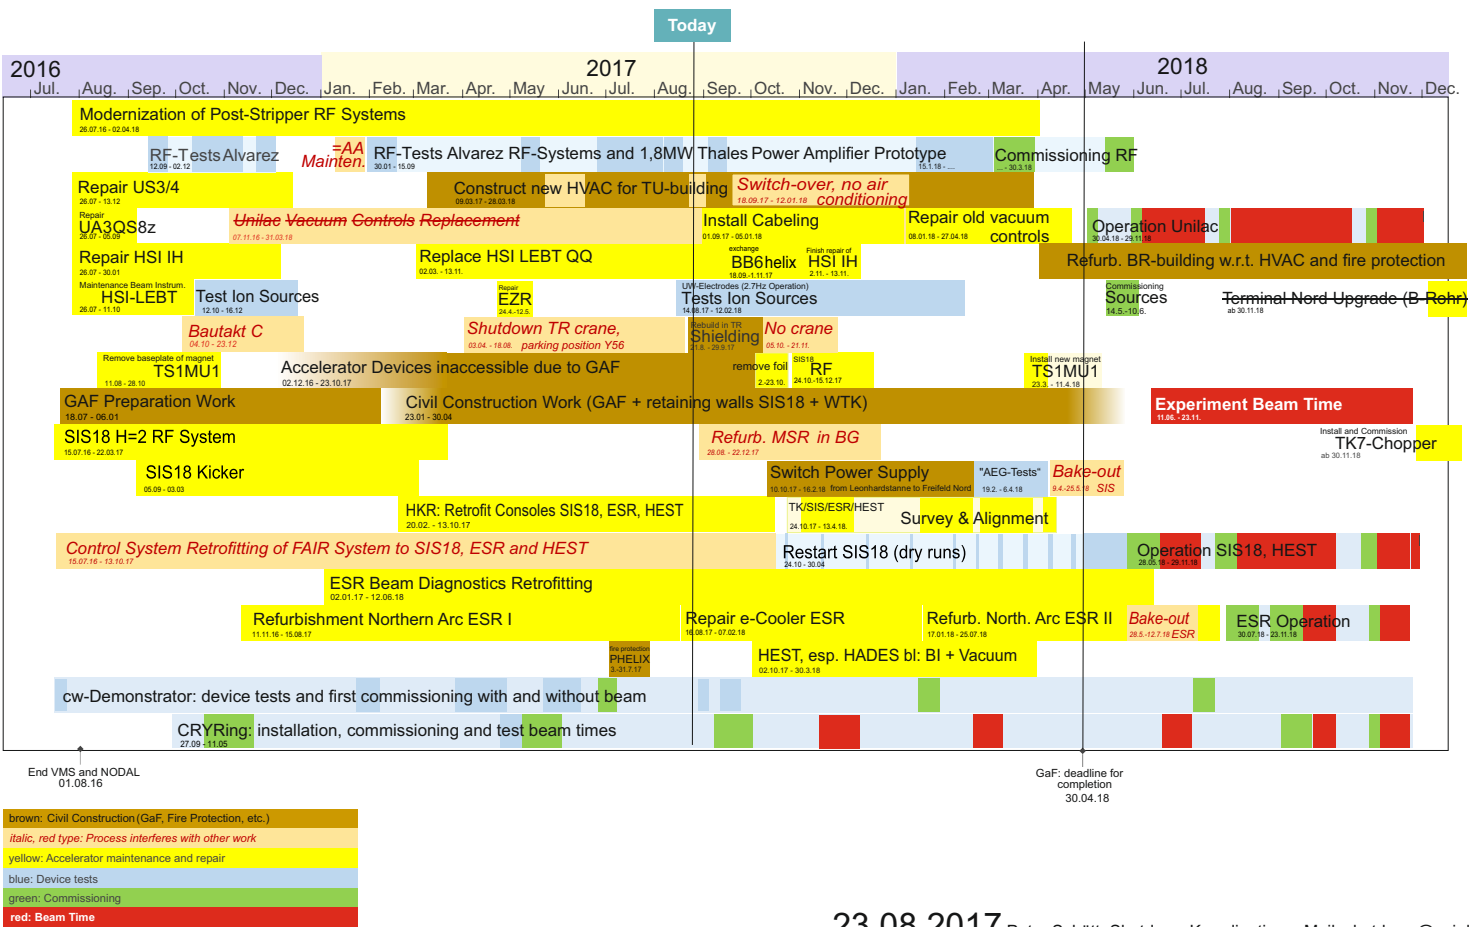 Today
2016 2017 2018
Jul. Aug. Sep. Oct. Nov. Dec. Jan. Feb. Mar. Apr. May Jun. Jul. Aug. Sep. Oct. Nov. Dec. Jan. Feb. Mar. Apr. May Jun. Jul. Aug. Sep. Oct. Nov. Dec.
Modernization of Post-Stripper RF Systems
26.07.16 - 02.04.18
RF-Tests Alvarez
12.09 - 02.12
=AA
Mainten.
RF-Tests Alvarez RF-Systems and 1,8MW Thales Power Amplifier Prototype
30.01 - 15.09
15.1.18 - ....
Commissioning RF
... - 30.3.18
Repair US3/4
26.07 - 13.12
Construct new HVAC for TU-building
09.03.17 - 28.03.18
Switch-over, no air
18.09.17 - 12.01.18 conditioning
Repair
UA3QS8z
26.07 - 05.09
Unilac Vacuum Controls Replacement
07.11.16 - 31.03.18
Install Cabeling
01.09.17 - 05.01.18
Repair old vacuum
08.01.18 - 27.04.18 controls
Operation Unilac
30.04.18 - 29.11.18
Repair HSI IH
26.07 - 30.01
Replace HSI LEBT QQ
02.03. - 13.11.
exchange
BB6helix
18.09.-1.11.17
Finish repair of
HSI IH
2.11. - 13.11.
Refurb. BR-building w.r.t. HVAC and fire protection
Maintenance Beam Instrum.
HSI-LEBT
26.07 - 11.10
Test Ion Sources
12.10 - 16.12
Repair
EZR
24.4.-12.5.
UW-Electrodes (2.7Hz Operation)
Tests Ion Sources
14.08.17 - 12.02.18
Commissioning
Sources
14.5.-10.6.
Terminal Nord Upgrade (B-Rohr)
ab 30.11.18
Bautakt C
04.10 - 23.12
Shutdown TR crane,
03.04. - 18.08. parking position Y56
Rebuild in TR
Shielding
21.8. - 29.9.17
No crane
05.10. - 21.11.
Remove baseplate of magnet
TS1MU1
11.08 - 28.10
Accelerator Devices inaccessible due to GAF
02.12.16 - 23.10.17
remove foil
2.-23.10.
SIS18
RF
24.10.-15.12.17
Install new magnet
TS1MU1
23.3. - 11.4.18
GAF Preparation Work
18.07 - 06.01
Civil Construction Work (GAF + retaining walls SIS18 + WTK)
23.01 - 30.04
Experiment Beam Time
11.06. - 23.11.
SIS18 H=2 RF System
15.07.16 - 22.03.17
Refurb. MSR in BG
28.08. - 22.12.17
Install and Commission
TK7-Chopper
ab 30.11.18
SIS18 Kicker
05.09 - 03.03
Switch Power Supply
10.10.17 - 16.2.18 from Leonhardstanne to Freifeld Nord
"AEG-Tests"
19.2. - 6.4.18
Bake-out
9.4.-25.5.18 SIS
HKR: Retrofit Consoles SIS18, ESR, HEST
20.02. - 13.10.17
TK/SIS/ESR/HEST
24.10.17 - 13.4.18.
Survey & Alignment
Control System Retrofitting of FAIR System to SIS18, ESR and HEST
15.07.16 - 13.10.17
Restart SIS18 (dry runs)
24.10 - 30.04
Operation SIS18, HEST
28.05.18 - 29.11.18
ESR Beam Diagnostics Retrofitting
02.01.17 - 12.06.18
Refurbishment Northern Arc ESR I
11.11.16 - 15.08.17
Repair e-Cooler ESR
16.08.17 - 07.02.18
Refurb. North. Arc ESR II
17.01.18 - 25.07.18
Bake-out
28.5.-12.7.18 ESR
ESR Operation
30.07.18 - 23.11.18
fire protection
PHELIX
3.-31.7.17
HEST, esp. HADES bl: BI + Vacuum
02.10.17 - 30.3.18
cw-Demonstrator: device tests and first commissioning with and without beam
CRYRing: installation, commissioning and test beam times
27.09 - 11.05
End VMS and NODAL
01.08.16
GaF: deadline for
completion
30.04.18
brown: Civil Construction (GaF, Fire Protection, etc.)
italic, red type: Process interferes with other work
yellow: Accelerator maintenance and repair
blue: Device tests
green: Commissioning
red: Beam Time
23.08.2017